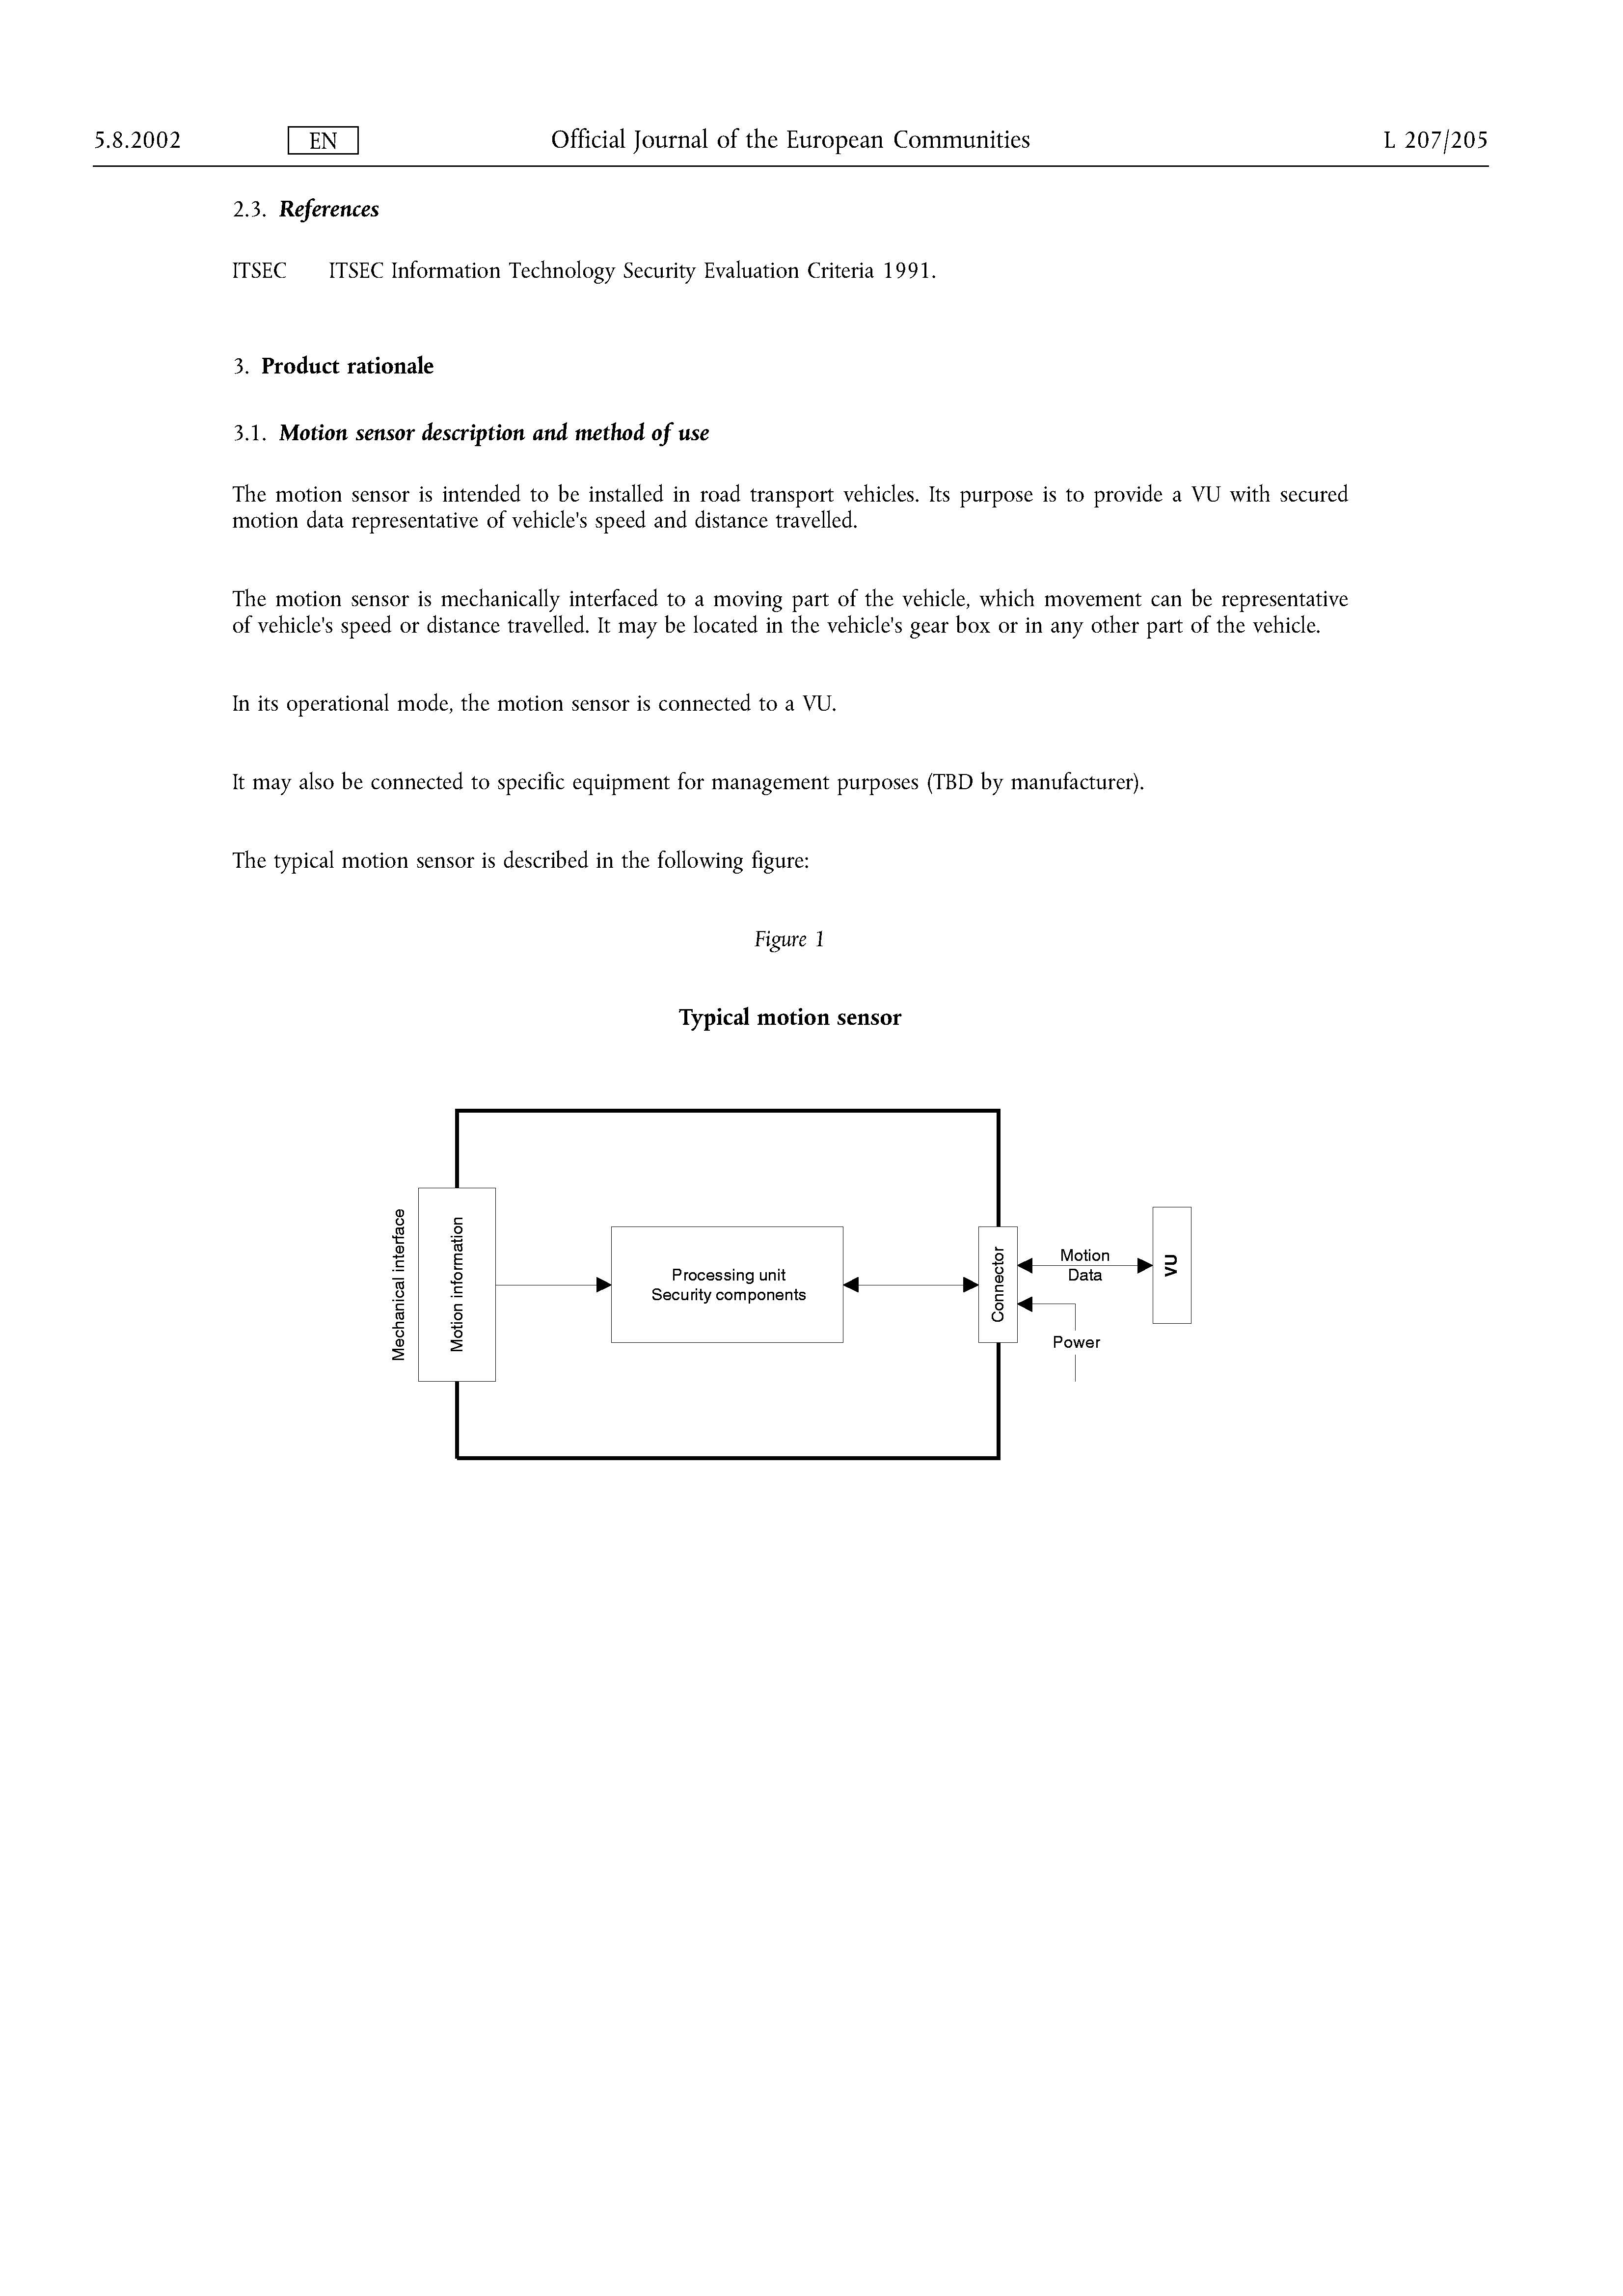 5.8.2002 EN Official Journal of the European Communities L 207/205
2.3. References
ITSEC ITSEC Information Technology Security Evaluation Criteria 1991.
3. Product rationale
3.1. Motion sensor description and method of use
The motion sensor is intended to be installed in road transport vehicles. Its purpose is to provide a VU with secured
motion data representative of vehicle's speed and distance travelled.
The motion sensor is mechanically interfaced to a moving part of the vehicle, which movement can be representative
of vehicle's speed or distance travelled. It may be located in the vehicle's gear box or in any other part of the vehicle.
In its operational mode, the motion sensor is connected to a VU.
It may also be connected to specific equipment for management purposes (TBD by manufacturer).
The typical motion sensor is described in the following figure:
Figure 1
Typical motion sensor
Mechanical interface
Motion information
Processing unit
Security components
Connector
Motion
Data
Power
VU